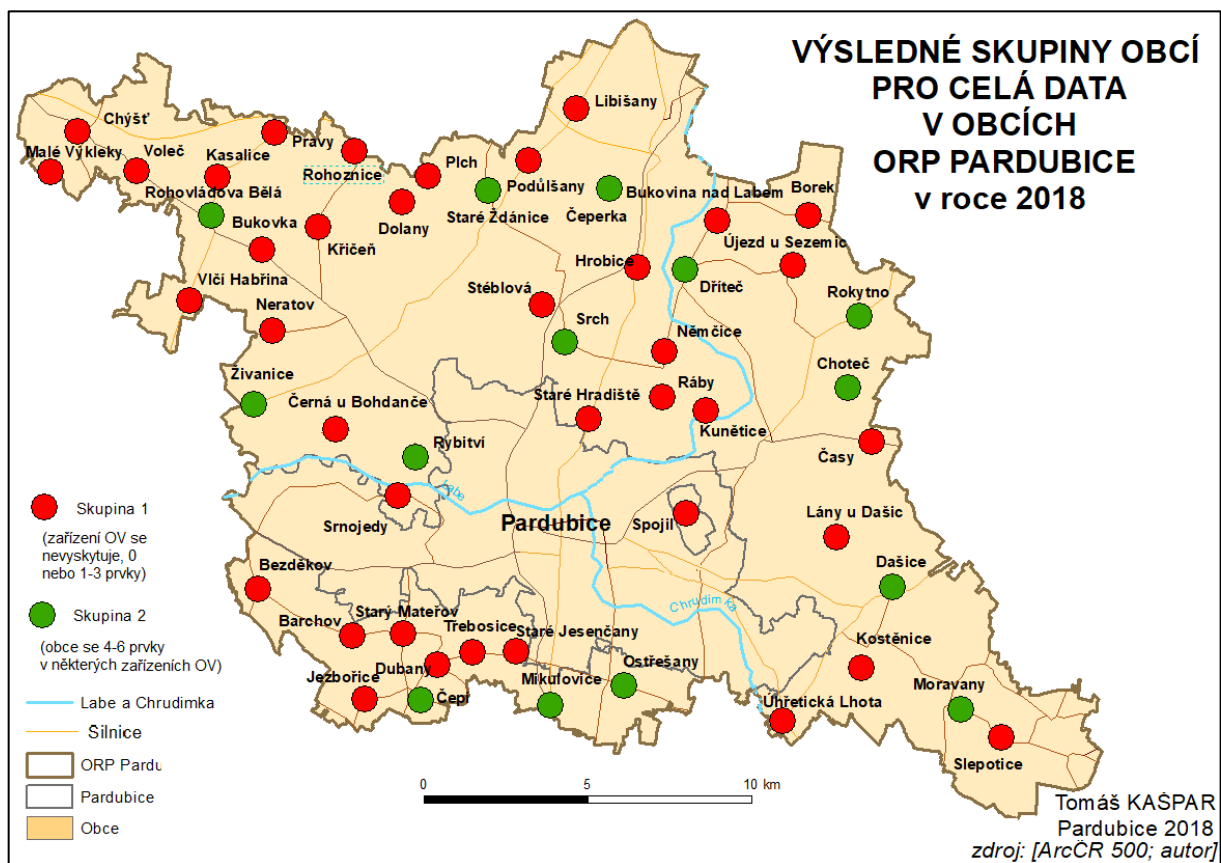 VÝSLEDNÉ SKUPINY OBCÍ
PRO CELÁ DATA
V OBCÍCH
ORP PARDUBICE
v roce 2018
Libišany
Chýšť
Pravy
Malé Výkleky
Voleč
Kasalice
Rohoznice
Plch
Podůlšany
Rohovládova Bělá
Bukovka
Křičeň
Dolany
Staré Ždánice
Čeperka
Bukovina nad Labem
Borek
Újezd u Sezemic
Vlčí Habřina
Neratov
Stéblová
Hrobice
Dříteč
Rokytno
Srch
Němčice
Choteč
Živanice
Černá u Bohdanče
Staré Hradiště
Ráby
Kunětice
Rybitví
Časy
Labe
Srnojedy
Pardubice
Spojil
Lány u Dašic
Dašice
Bezděkov
Chrudimka
Barchov
Starý Mateřov
Třebosice
Staré Jesenčany
Kostěnice
Jezbořice
Dubany
Čepí
Mikulovice
Ostřešany
Úhřetická Lhota
Moravany
Slepotice
Skupina 1
(zařízení OV se
nevyskytuje, 0
nebo 1-3 prvky)
Skupina 2
(obce se 4-6 prvky
v některých zařízeních OV)
Labe a Chrudimka
Silnice
ORP Pardu
Pardubice
Obce
0 5 10 km
Tomáš KAŠPAR
Pardubice 2018
zdroj: [ArcČR 500; autor]